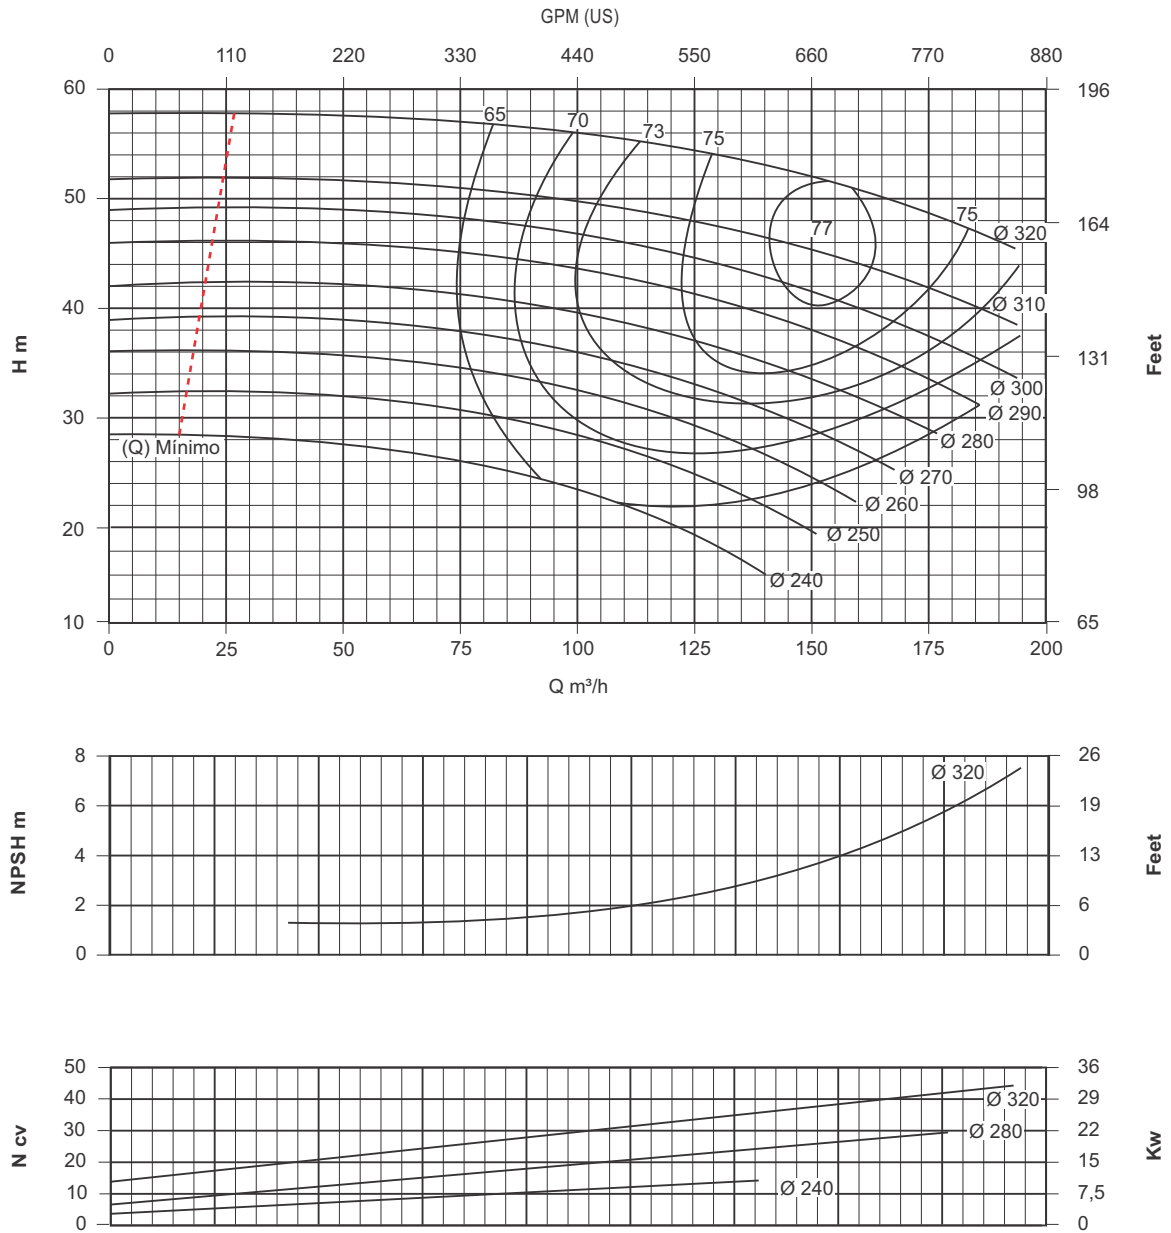 GPM (US)
0 110 220 330 440 550 660 770 880
60 196
65 70 73 75
50 164
77 75 Ø 320
40 Ø 310
H m 131 Feet
Ø 300
30 Ø 290
(Q) Mínimo Ø 280
Ø 270
98
Ø 260
20 Ø 250
Ø 240
10 65
0 25 50 75 100 125 150 175 200
Q m³/h
8 26
Ø 320
6 19
NPSH m 4 13 Feet
2 6
0 0
50 36
40 29
Ø 320
30 22
Ø 280
N cv 20 15 Kw
Ø 240
10 7,5
0 0